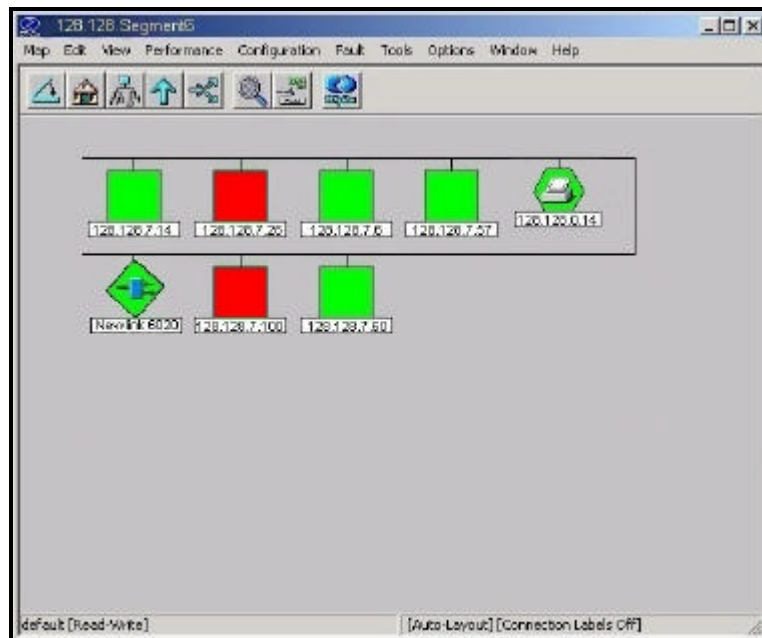 128.128 Segment6
Map Edit View Performance Configuration Fault Tools Options Window Help
128.128.7.14
128.128.7.26
128.128.7.6
128.128.7.57
128.128.0.14
Newlink 6020
128.128.7.100
128.128.7.60
default [Read-Write]
[Auto-Layout] [Connection Labels Off]